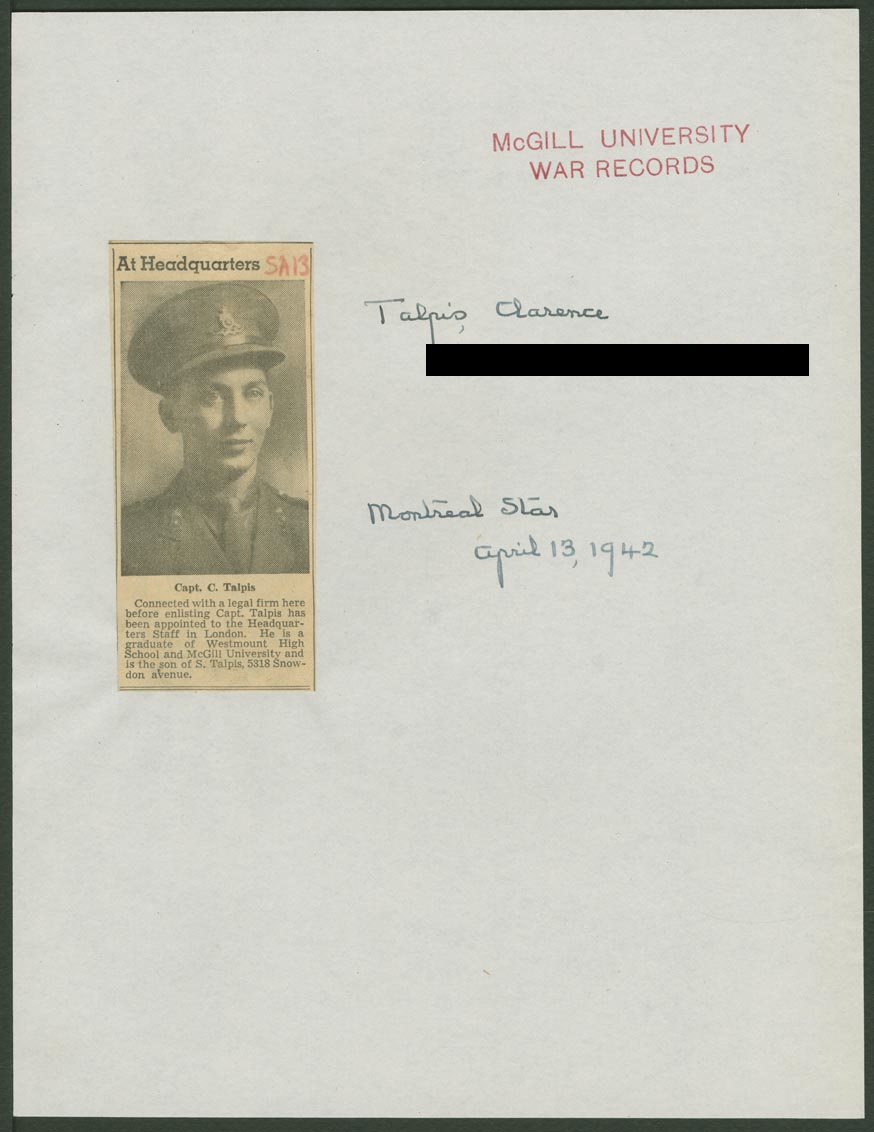 McGILL UNIVERSITY
WAR RECORDS
At Headquarters SA13
Talpis, Clarence
Montreal Star
April 13, 1942
Capt. C. Talpis
Connected with a legal firm here
before enlisting Capt. Talpis has
been appointed to the Headquar-
ters Staff in London. He is a
graduate of Westmount High
School and McGill University and
is the son of S. Talpis, 5318 Snow-
don avenue.